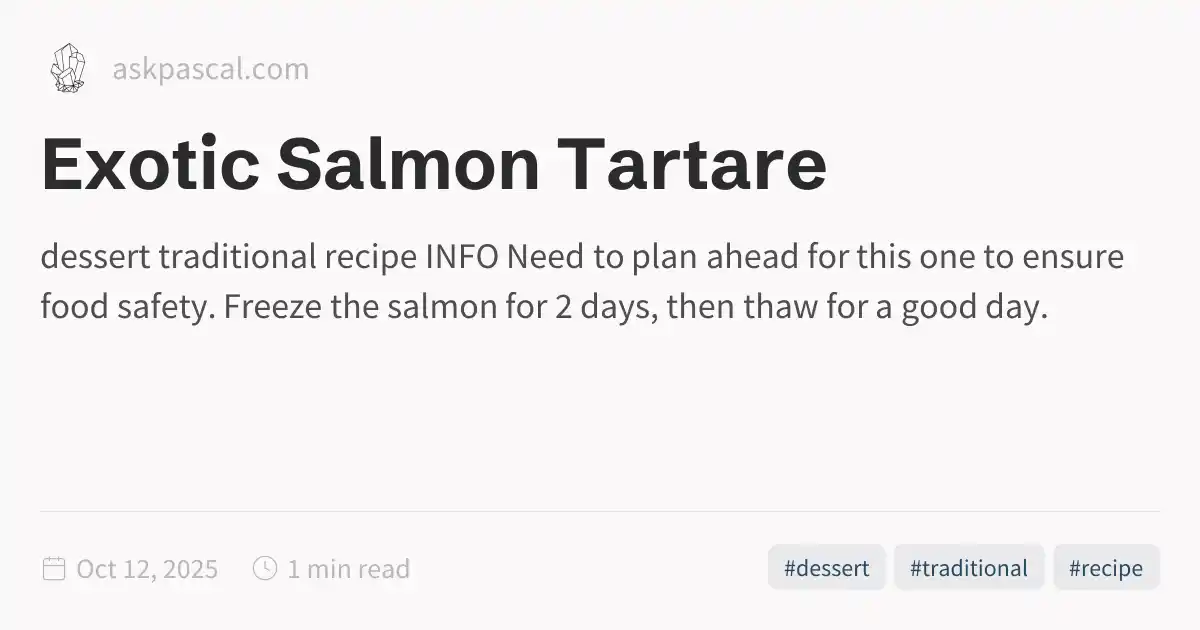 askpascal.com
Exotic Salmon Tartare
dessert traditional recipe INFO Need to plan ahead for this one to ensure
food safety. Freeze the salmon for 2 days, then thaw for a good day.
Oct 12, 2025 1 min read #dessert #traditional #recipe